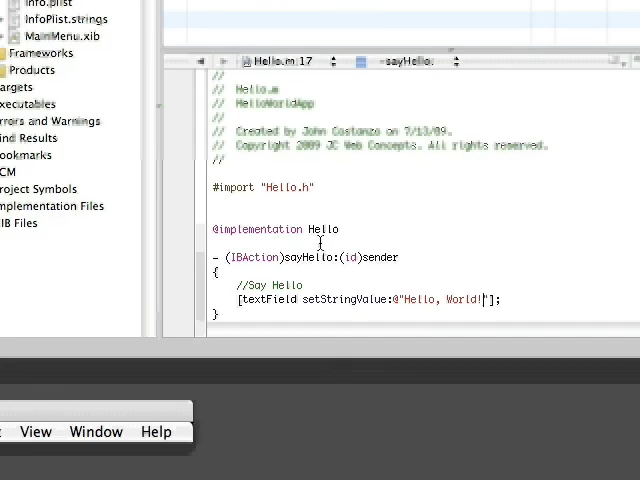 Info.plist
InfoPlist.strings
MainMenu.xib
Frameworks
Products
argets
xecutables
rrors and Warnings
ind Results
ookmarks
CM
roject Symbols
mplementation Files
IB Files
Hello.m:17
-sayHello:
//
// Hello.m
// HelloWorldApp
//
// Created by John Costanza on 7/13/09.
// Copyright 2009 JC Web Concepts. All rights reserved.
//
#import "Hello.h"
@implementation Hello
- (IBAction)sayHello:(id)sender
{
//Say Hello
[textField setStringValue:@"Hello, World!"];
}
View Window Help